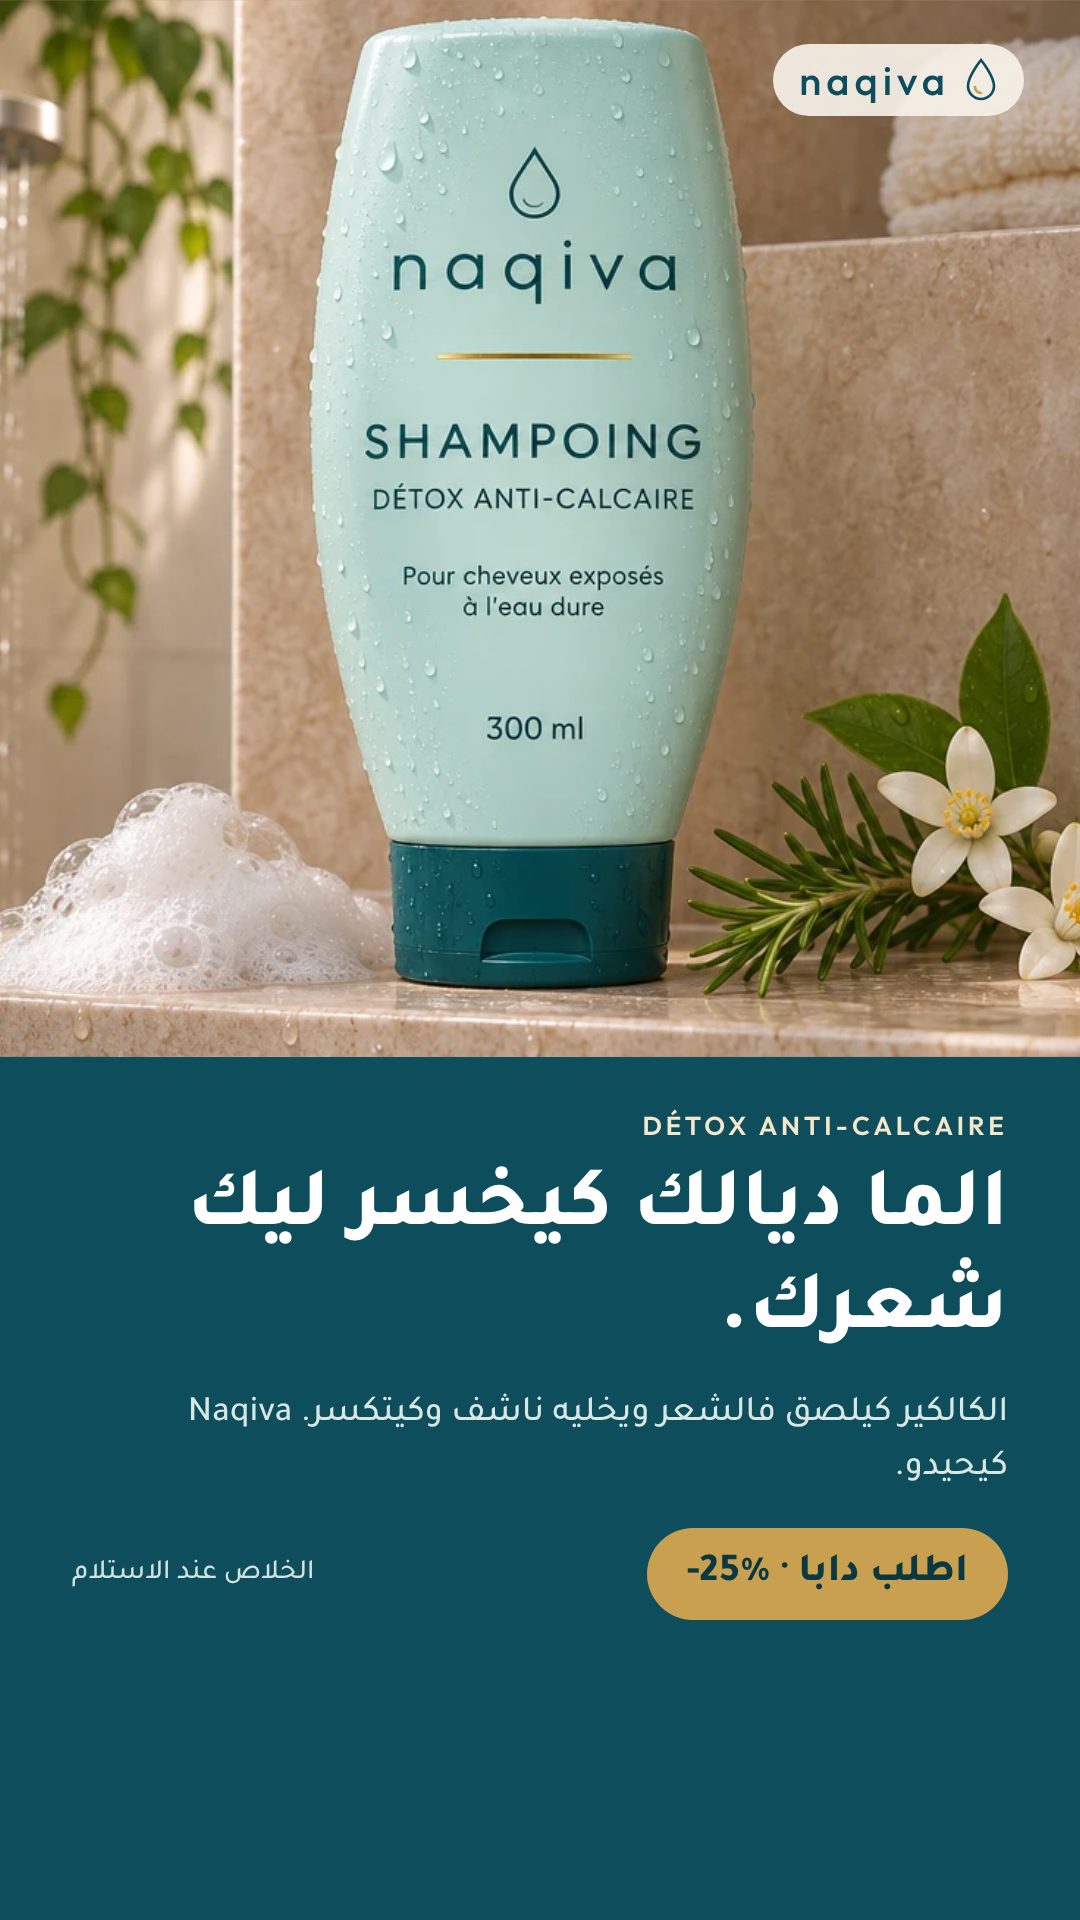 naqiva
naqiva
SHAMPOING
DÉTOX ANTI-CALCAIRE
Pour cheveux exposés
à l'eau dure
300 ml
DÉTOX ANTI-CALCAIRE
الما ديالك كيخسر ليك
شعرك.
الكالكير كيلصق فالشعر ويخليه ناشف وكيتكسر. Naqiva
كيحيدو.
اطلب دابا · 25%-
الخلاص عند الاستلام